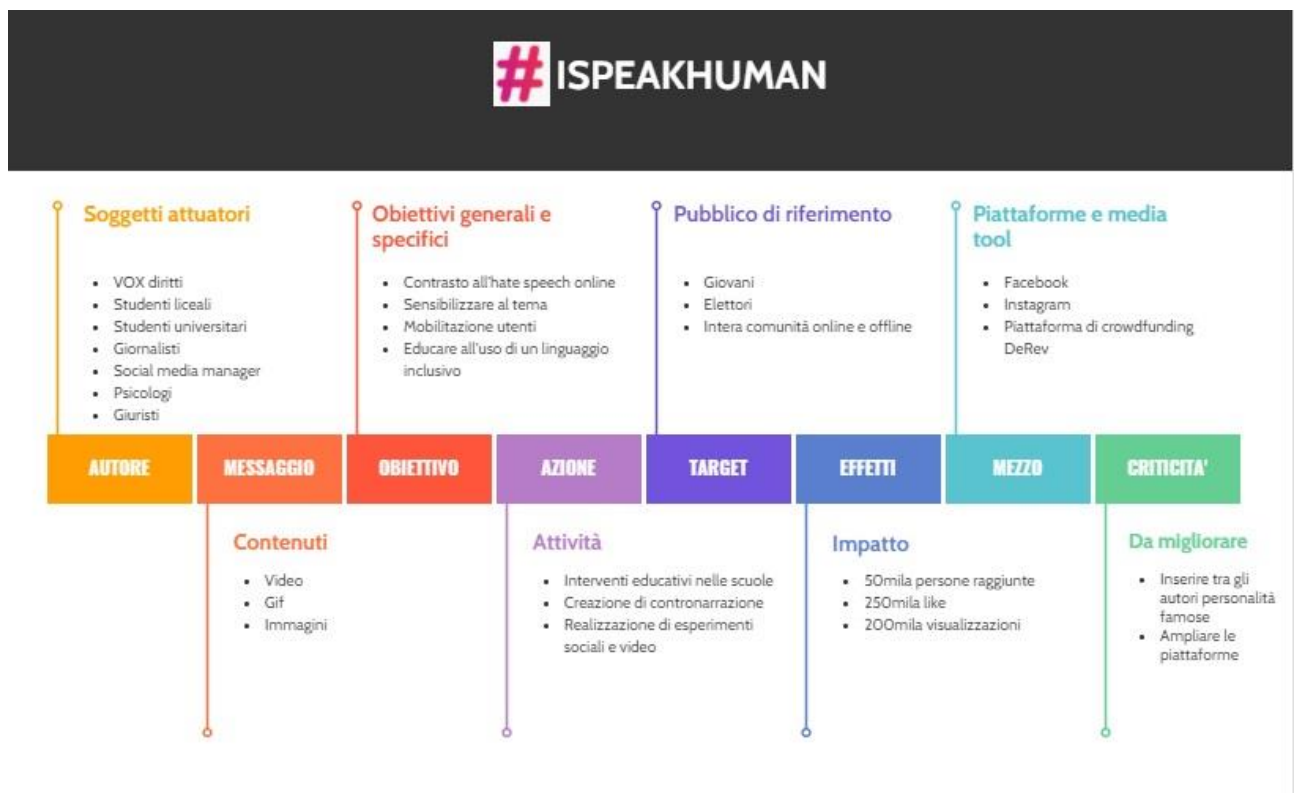 #ISPEAKHUMAN
Soggetti attuatori
• VOX diritti
• Studenti liceali
• Studenti universitari
• Giornalisti
• Social media manager
• Psicologi
• Giuristi
Obiettivi generali e
specifici
• Contrasto all'hate speech online
• Sensibilizzare al tema
• Mobilitazione utenti
• Educare all'uso di un linguaggio
inclusivo
Pubblico di riferimento
• Giovani
• Elettori
• Intera comunità online e offline
Piattaforme e media
tool
• Facebook
• Instagram
• Piattaforma di crowdfunding
DeRev
AUTORE
MESSAGGIO
OBIETTIVO
AZIONE
TARGET
EFFETTI
MEZZO
CRITICITA'
Contenuti
• Video
• Gif
• Immagini
Attività
• Interventi educativi nelle scuole
• Creazione di contronarrazione
• Realizzazione di esperimenti
sociali e video
Impatto
• 50mila persone raggiunte
• 250mila like
• 200mila visualizzazioni
Da migliorare
• Inserire tra gli
autori personalità
famose
• Ampliare le
piattaforme